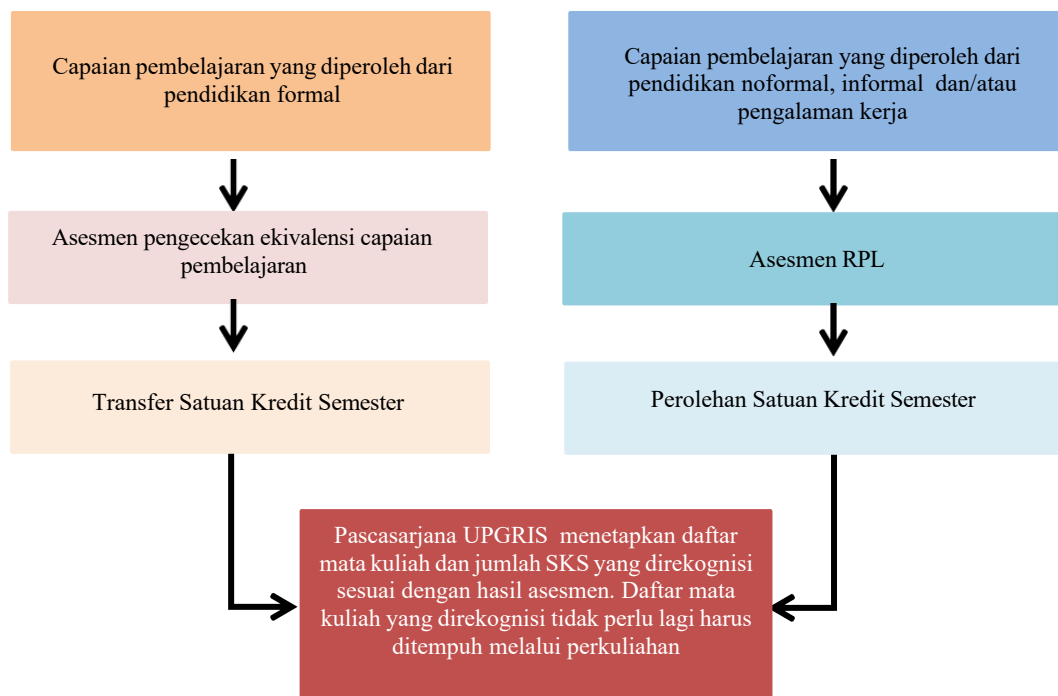 Capaian pembelajaran yang diperoleh dari
pendidikan formal
Capaian pembelajaran yang diperoleh dari
pendidikan noformal, informal dan/atau
pengalaman kerja
Asesmen pengecekan ekivalensi capaian
pembelajaran
Asesmen RPL
Transfer Satuan Kredit Semester
Perolehan Satuan Kredit Semester
Pascasarjana UPGRIS menetapkan daftar
mata kuliah dan jumlah SKS yang direkognisi
sesuai dengan hasil asesmen. Daftar mata
kuliah yang direkognisi tidak perlu lagi harus
ditempuh melalui perkuliahan